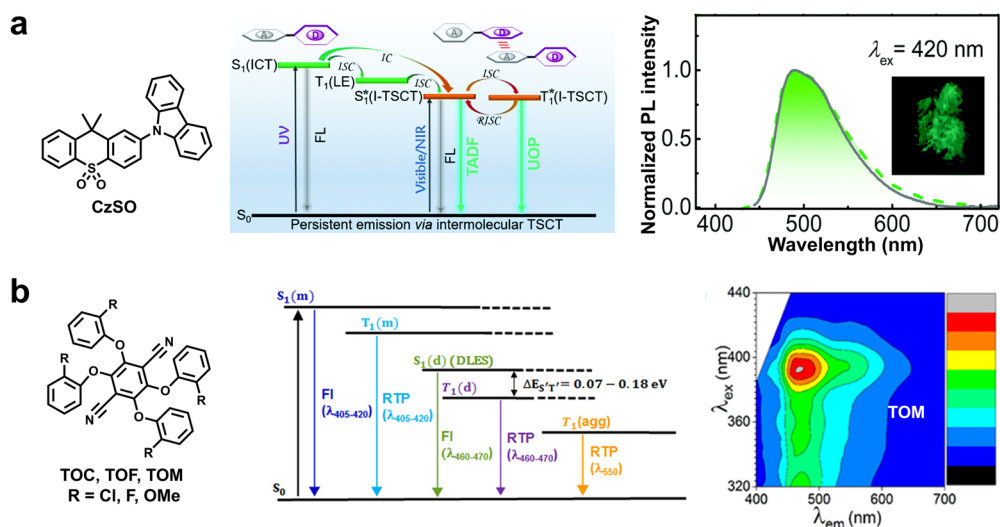 a
N
S
O O
CzSO
A D
A D
A D
S₁(ICT)
IC
ISC
T₁(LE)
ISC
ISC
S₁*(I-TSCT)
T₁*(I-TSCT)
RISC
UV
FL
Visible/NIR
FL
TADF
UOP
S₀
Persistent emission via intermolecular TSCT
Normalized PL intensity
1.0
0.5
0.0
λex = 420 nm
400 500 600 700
Wavelength (nm)
b
R
R
R
R
O
O
O
O
CN
NC
TOC, TOF, TOM
R = Cl, F, OMe
S₁(m)
T₁(m)
S₁(d) (DLES)
T₁(d)
ΔES'T' = 0.07 − 0.18 eV
T₁(agg)
Fl
(λ405-420)
RTP
(λ405-420)
Fl
(λ460-470)
RTP
(λ460-470)
RTP
(λ550)
S₀
λex (nm)
440
400
360
320
TOM
400 500 600 700
λem (nm)